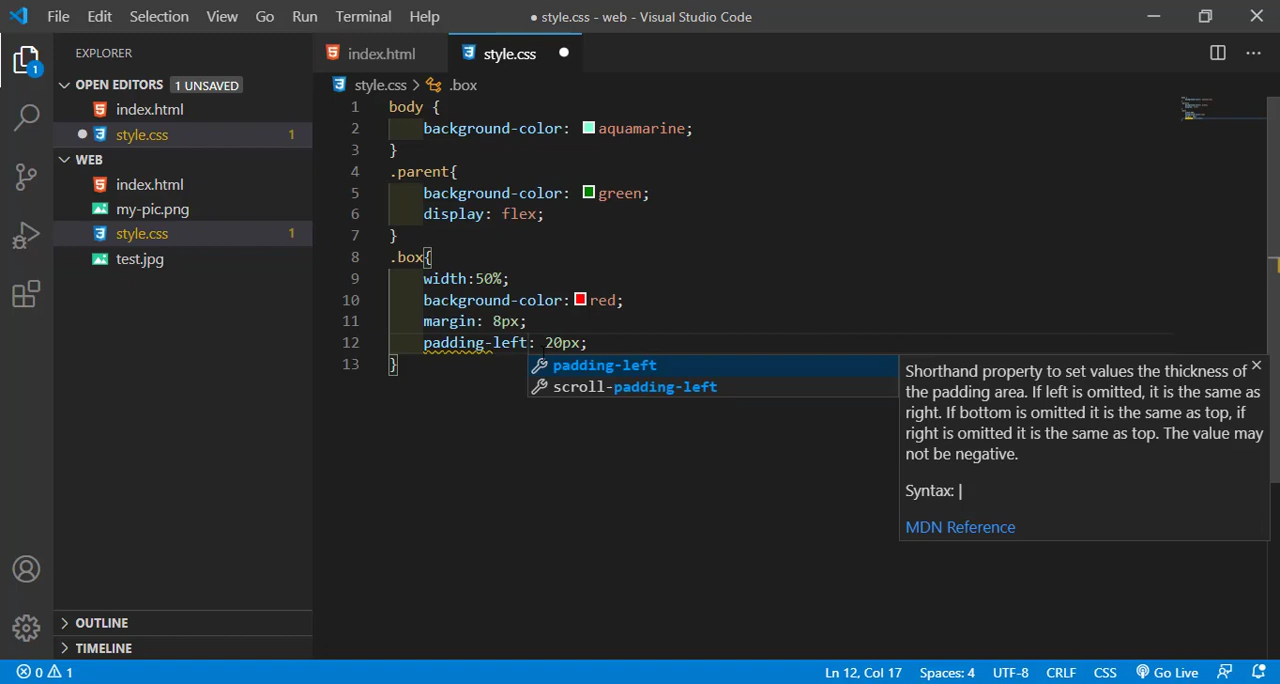 File Edit Selection View Go Run Terminal Help ● style.css - web - Visual Studio Code
EXPLORER
OPEN EDITORS 1 UNSAVED
index.html
● style.css 1
WEB
index.html
my-pic.png
style.css 1
test.jpg
OUTLINE
TIMELINE
1
index.html style.css ●
style.css > .box
1 body {
2 background-color: aquamarine;
3 }
4 .parent{
5 background-color: green;
6 display: flex;
7 }
8 .box{
9 width:50%;
10 background-color: red;
11 margin: 8px;
12 padding-left: 20px;
13 }
padding-left
scroll-padding-left
Shorthand property to set values the thickness of
the padding area. If left is omitted, it is the same as
right. If bottom is omitted it is the same as top, if
right is omitted it is the same as top. The value may
not be negative.
Syntax: |
MDN Reference
0 1 Ln 12, Col 17 Spaces: 4 UTF-8 CRLF CSS Go Live